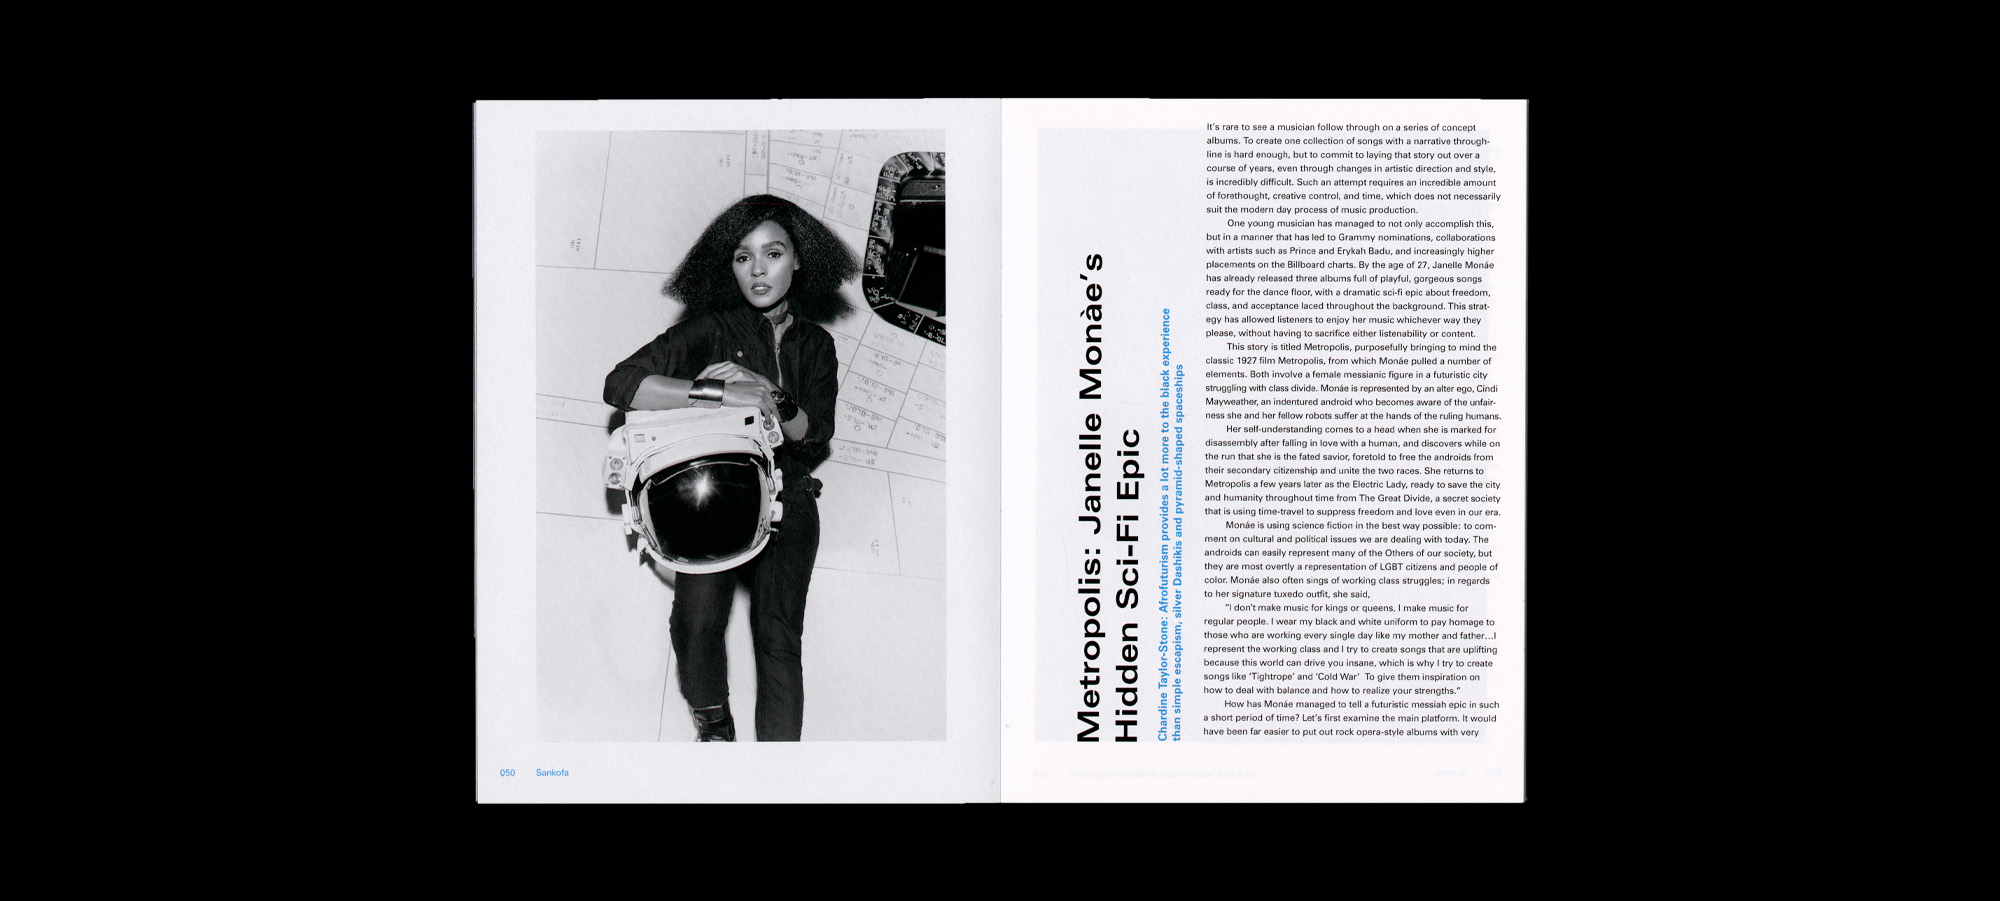 050 Sankofa
Metropolis: Janelle Monàe's
Hidden Sci-Fi Epic
Chardine Taylor-Stone: Afrofuturism provides a lot more to the black experience
than simple escapism, silver Dashikis and pyramid-shaped spaceships
It's rare to see a musician follow through on a series of concept
albums. To create one collection of songs with a narrative through-
line is hard enough, but to commit to laying that story out over a
course of years, even through changes in artistic direction and style,
is incredibly difficult. Such an attempt requires an incredible amount
of forethought, creative control, and time, which does not necessarily
suit the modern day process of music production.
One young musician has managed to not only accomplish this,
but in a manner that has led to Grammy nominations, collaborations
with artists such as Prince and Erykah Badu, and increasingly higher
placements on the Billboard charts. By the age of 27, Janelle Monáe
has already released three albums full of playful, gorgeous songs
ready for the dance floor, with a dramatic sci-fi epic about freedom,
class, and acceptance laced throughout the background. This strat-
egy has allowed listeners to enjoy her music whichever way they
please, without having to sacrifice either listenability or content.
This story is titled Metropolis, purposefully bringing to mind the
classic 1927 film Metropolis, from which Monáe pulled a number of
elements. Both involve a female messianic figure in a futuristic city
struggling with class divide. Monáe is represented by an alter ego, Cindi
Mayweather, an indentured android who becomes aware of the unfair-
ness she and her fellow robots suffer at the hands of the ruling humans.
Her self-understanding comes to a head when she is marked for
disassembly after falling in love with a human, and discovers while on
the run that she is the fated savior, foretold to free the androids from
their secondary citizenship and unite the two races. She returns to
Metropolis a few years later as the Electric Lady, ready to save the city
and humanity throughout time from The Great Divide, a secret society
that is using time-travel to suppress freedom and love even in our era.
Monáe is using science fiction in the best way possible: to com-
ment on cultural and political issues we are dealing with today. The
androids can easily represent many of the Others of our society, but
they are most overtly a representation of LGBT citizens and people of
color. Monáe also often sings of working class struggles; in regards
to her signature tuxedo outfit, she said,
"I don't make music for kings or queens, I make music for
regular people. I wear my black and white uniform to pay homage to
those who are working every single day like my mother and father…I
represent the working class and I try to create songs that are uplifting
because this world can drive you insane, which is why I try to create
songs like 'Tightrope' and 'Cold War' To give them inspiration on
how to deal with balance and how to realize your strengths."
How has Monáe managed to tell a futuristic messiah epic in such
a short period of time? Let's first examine the main platform. It would
have been far easier to put out rock opera-style albums with very